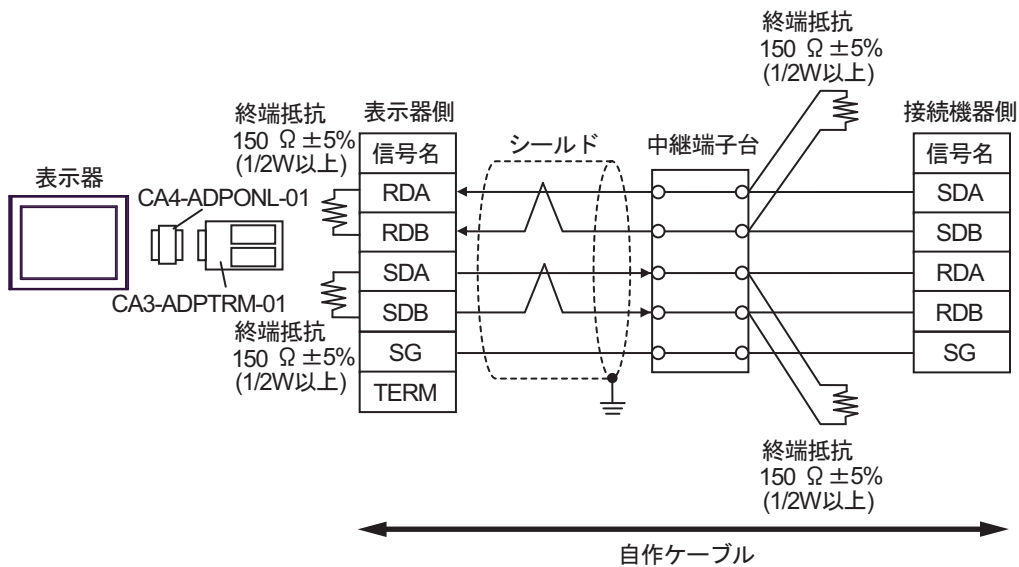 終端抵抗
150 Ω ±5%
(1/2W以上)
終端抵抗
150 Ω ±5%
(1/2W以上)
表示器側
シールド
中継端子台
接続機器側
表示器
CA4-ADPONL-01
CA3-ADPTRM-01
信号名
RDA
RDB
SDA
SDB
SG
TERM
信号名
SDA
SDB
RDA
RDB
SG
終端抵抗
150 Ω ±5%
(1/2W以上)
終端抵抗
150 Ω ±5%
(1/2W以上)
自作ケーブル